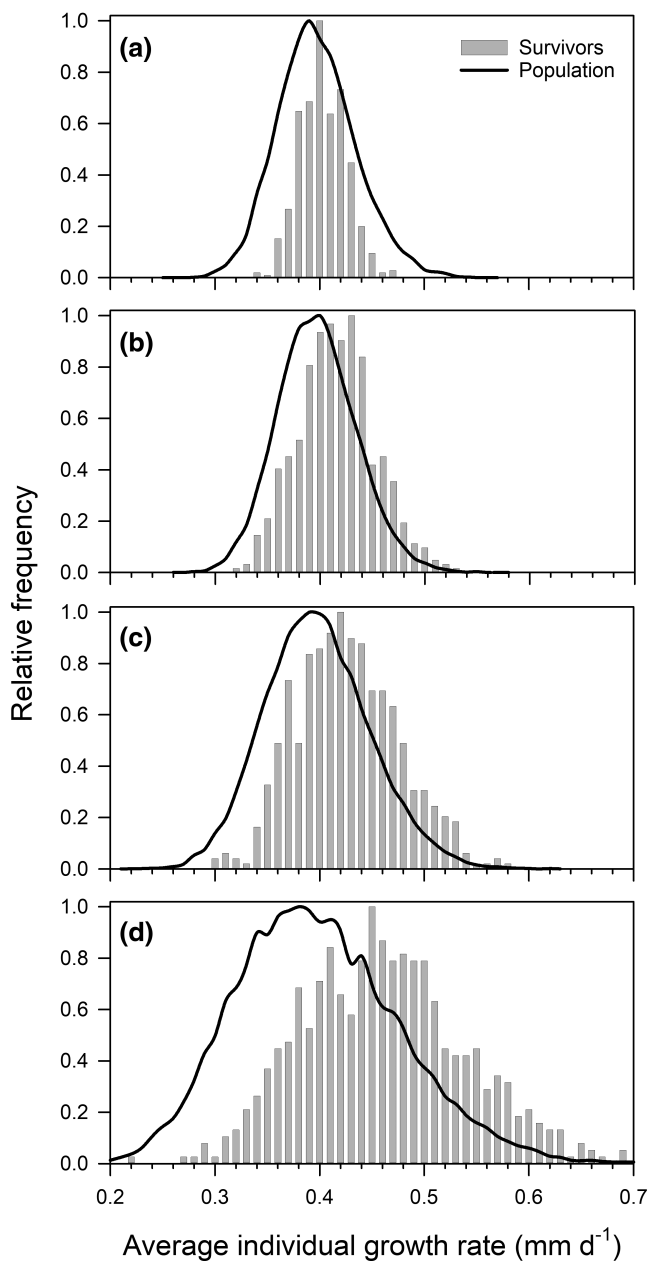 (a)
Survivors
Population
1.0
0.8
0.6
0.4
0.2
0.0
(b)
1.0
0.8
0.6
0.4
0.2
0.0
(c)
1.0
0.8
0.6
0.4
0.2
0.0
(d)
1.0
0.8
0.6
0.4
0.2
0.0
0.2 0.3 0.4 0.5 0.6 0.7
Relative frequency
Average individual growth rate (mm d⁻¹)